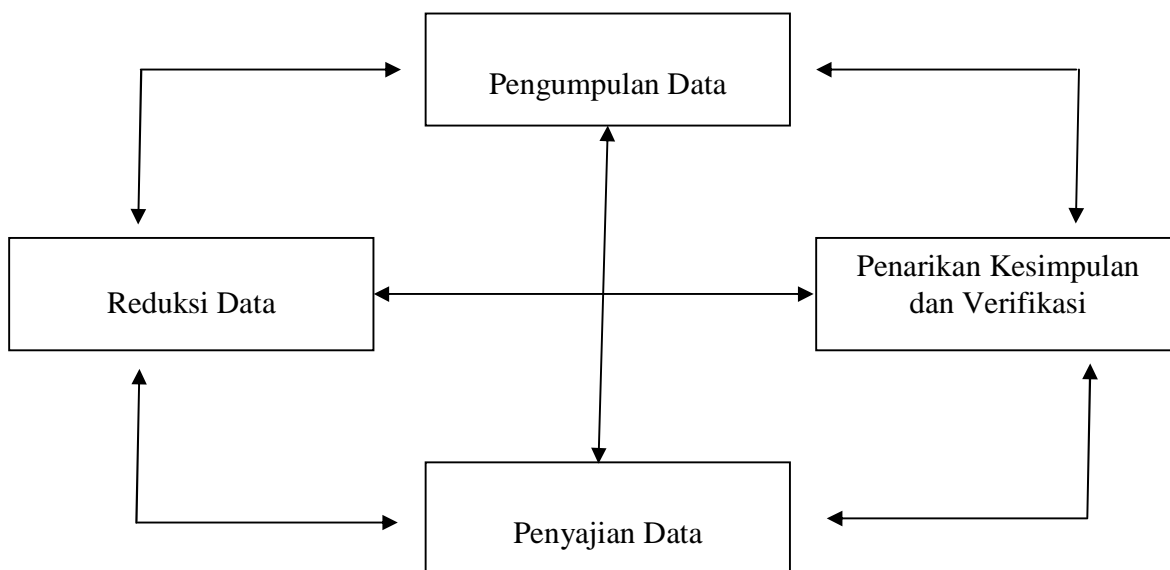 Pengumpulan Data
Reduksi Data
Penarikan Kesimpulan
dan Verifikasi
Penyajian Data